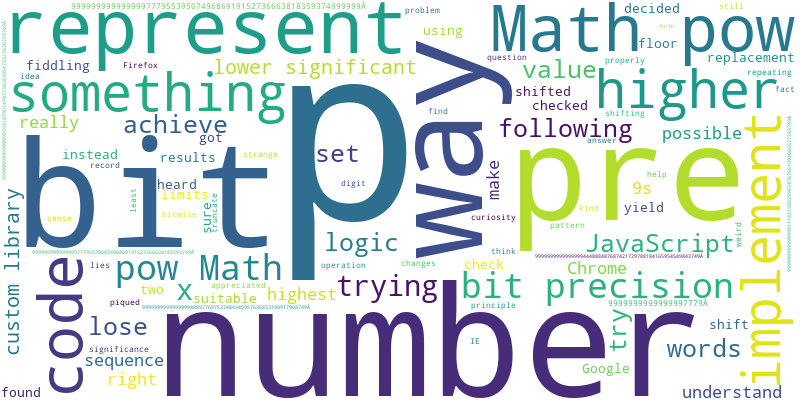 represent
Math pow
decided
still
problem
using
floor
replacement
idea
fiddling
Firefox
lower significant
value
question
properly
repeating
something
way
higher
fact
shifted
checked
shifting
really
achieve
got
following
possible
find
answer
instead
results
set
p
pre
implement
bit
record
strange
make
9s
help
heard
digit
limits
yield
kind
sure
truncate
least
curiosity
pattern
weird
sense
bitwise
logic
think
JavaScript
custom library
code
lies
operation
changes
check
Chrome
pow Math
appreciated
two
x
suitable
highest
trying
bit precision
piqued
principle
try
lose
number
shift
significance
sequence
IE
words
right
Google
found
understand